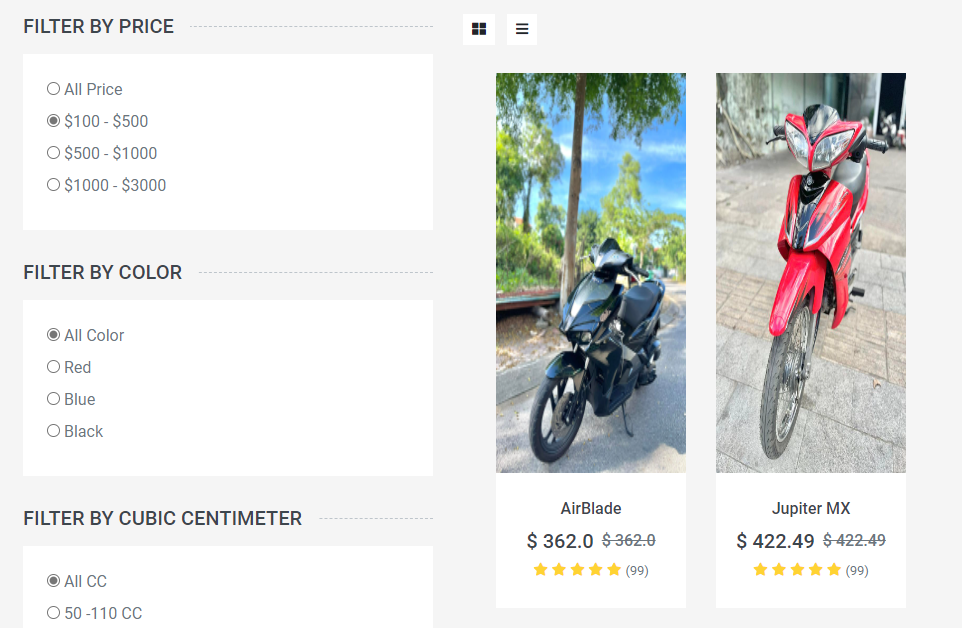 FILTER BY PRICE
All Price
$100 - $500
$500 - $1000
$1000 - $3000
FILTER BY COLOR
All Color
Red
Blue
Black
FILTER BY CUBIC CENTIMETER
All CC
50 -110 CC
AirBlade
$ 362.0 $ 362.0
(99)
Jupiter MX
$ 422.49 $ 422.49
(99)